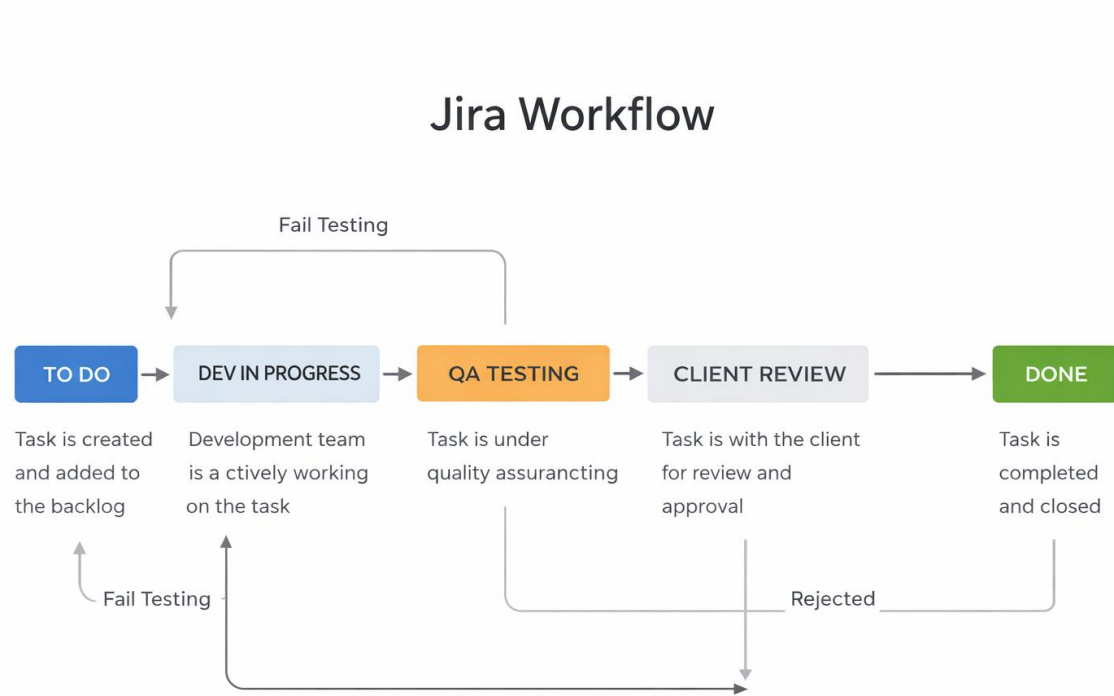 Jira Workflow
Fail Testing
TO DO
DEV IN PROGRESS
QA TESTING
CLIENT REVIEW
DONE
Task is created
and added to
the backlog
Development team
is a ctively working
on the task
Task is under
quality assurancting
Task is with the client
for review and
approval
Task is
completed
and closed
Fail Testing
Rejected